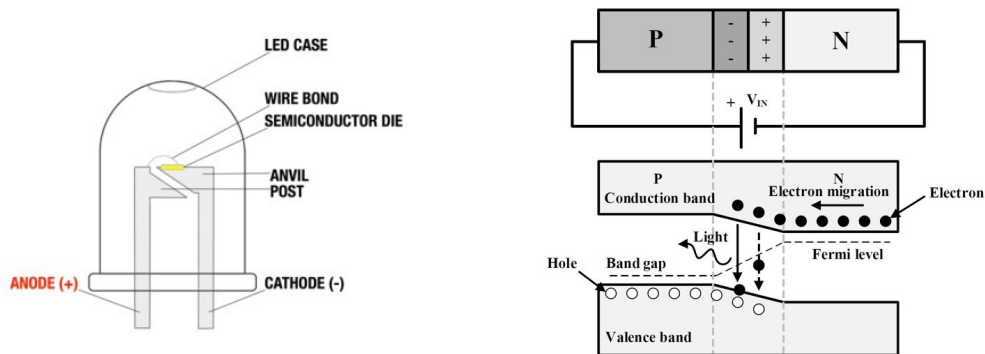 LED CASE
WIRE BOND
SEMICONDUCTOR DIE
ANVIL
POST
ANODE (+)
CATHODE (-)
P
- +
- +
- +
N
+
V_IN
P
N
Conduction band
Electron migration
Electron
Light
Hole
Band gap
Fermi level
Valence band